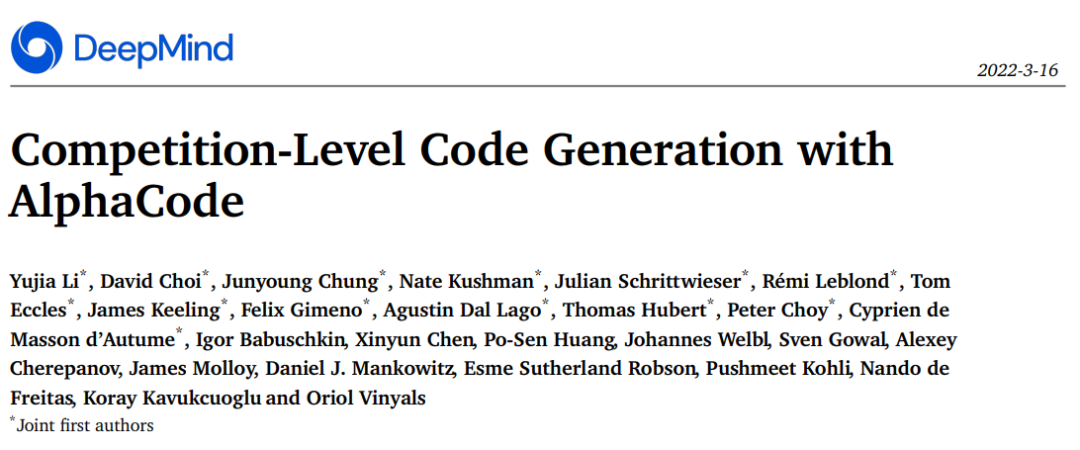 DeepMind
2022-3-16
Competition-Level Code Generation with
AlphaCode
Yujia Li*, David Choi*, Junyoung Chung*, Nate Kushman*, Julian Schrittwieser*, Rémi Leblond*, Tom
Eccles*, James Keeling*, Felix Gimeno*, Agustin Dal Lago*, Thomas Hubert*, Peter Choy*, Cyprien de
Masson d’Autume*, Igor Babuschkin, Xinyun Chen, Po-Sen Huang, Johannes Welbl, Sven Gowal, Alexey
Cherepanov, James Molloy, Daniel J. Mankowitz, Esme Sutherland Robson, Pushmeet Kohli, Nando de
Freitas, Koray Kavukcuoglu and Oriol Vinyals
*Joint first authors